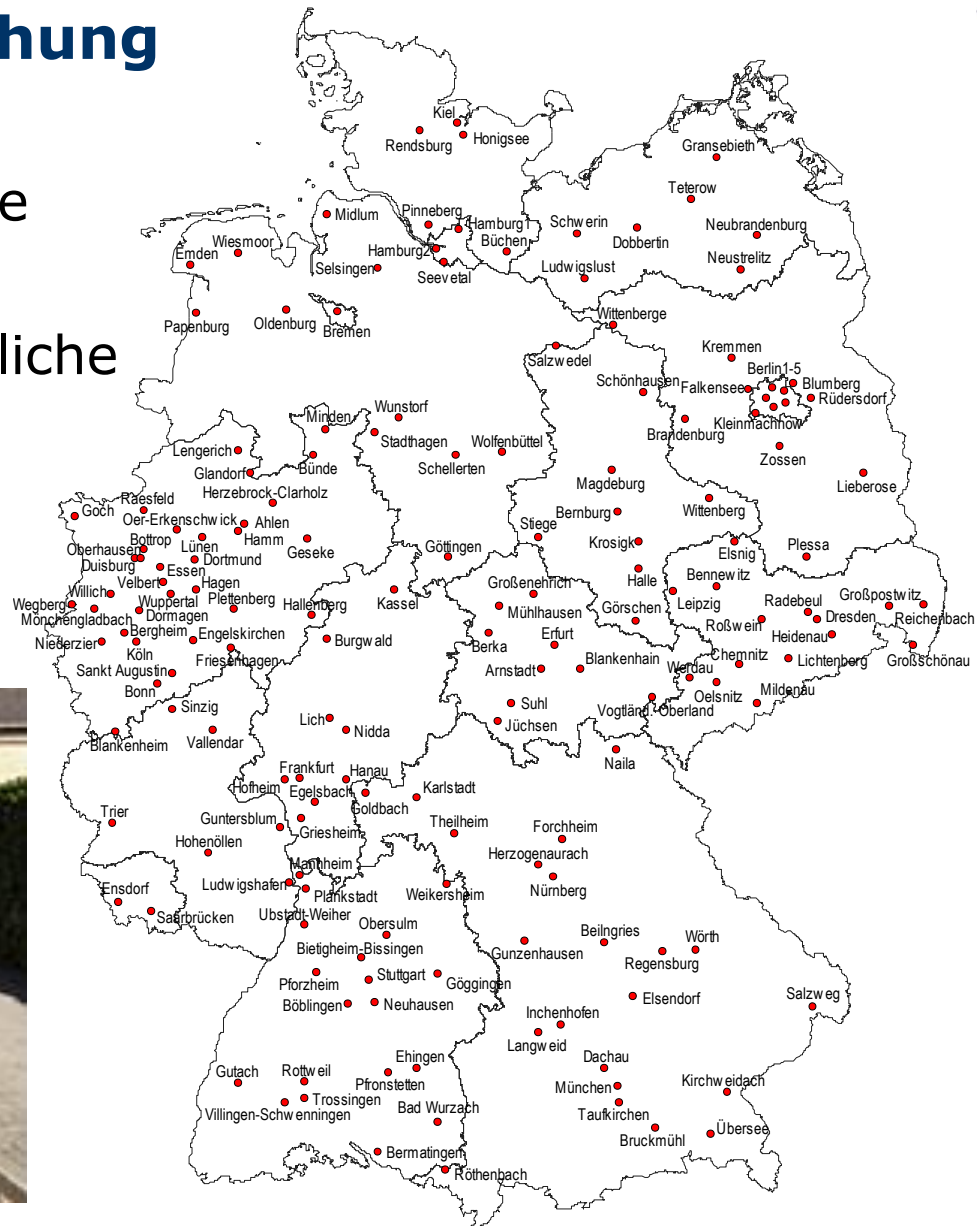 hung
e
liche
Kiel
Rendsburg
Honigsee
Gransebieth
Teterow
Midlum
Pinneberg
Hamburg1
Schwerin
Neubrandenburg
Wiesmoor
Hamburg2
Büchen
Dobbertin
Emden
Selsingen
Seevetal
Ludwigslust
Neustrelitz
Papenburg
Oldenburg
Bremen
Wittenberge
Salzwedel
Kremmen
Schönhausen
Falkensee
Berlin1-5
Blumberg
Rüdersdorf
Minden
Wunstorf
Kleinmachnow
Brandenburg
Lengerich
Stadthagen
Wolfenbüttel
Zossen
Glandorf
Bünde
Schellerten
Lieberose
Herzebrock-Clarholz
Magdeburg
Raesfeld
Goch
Oer-Erkenschwick
Ahlen
Bernburg
Wittenberg
Bottrop
Lünen
Hamm
Stiege
Oberhausen
Dortmund
Geseke
Göttingen
Krosigk
Elsnig
Plessa
Duisburg
Essen
Velbert
Hagen
Großenehrich
Halle
Bennewitz
Willich
Wuppertal
Plettenberg
Hallenberg
Kassel
Mühlhausen
Görschen
Leipzig
Radebeul
Großpostwitz
Wegberg
Mönchengladbach
Dormagen
Roßwein
Dresden
Reichenbach
Bergheim
Engelskirchen
Burgwald
Berka
Erfurt
Heidenau
Niederzier
Köln
Friesenhagen
Blankenhain
Chemnitz
Lichtenberg
Großschönau
Sankt Augustin
Arnstadt
Werdau
Bonn
Oelsnitz
Mildenau
Sinzig
Suhl
Vogtländ. Oberland
Lich
Jüchsen
Blankenheim
Vallendar
Nidda
Naila
Frankfurt
Hanau
Hofheim
Egelsbach
Karlstadt
Goldbach
Trier
Guntersblum
Griesheim
Theilheim
Forchheim
Hohenöllen
Herzogenaurach
Mannheim
Ensdorf
Ludwigshafen
Plankstadt
Weikersheim
Nürnberg
Saarbrücken
Ubstadt-Weiher
Obersulm
Beilngries
Wörth
Bietigheim-Bissingen
Gunzenhausen
Regensburg
Pforzheim
Stuttgart
Göggingen
Böblingen
Neuhausen
Elsendorf
Salzweg
Inchenhofen
Langweid
Ehingen
Dachau
Gutach
Rottweil
Pfronstetten
München
Kirchweidach
Trossingen
Villingen-Schwenningen
Bad Wurzach
Taufkirchen
Bruckmühl
Übersee
Bermatingen
Röthenbach